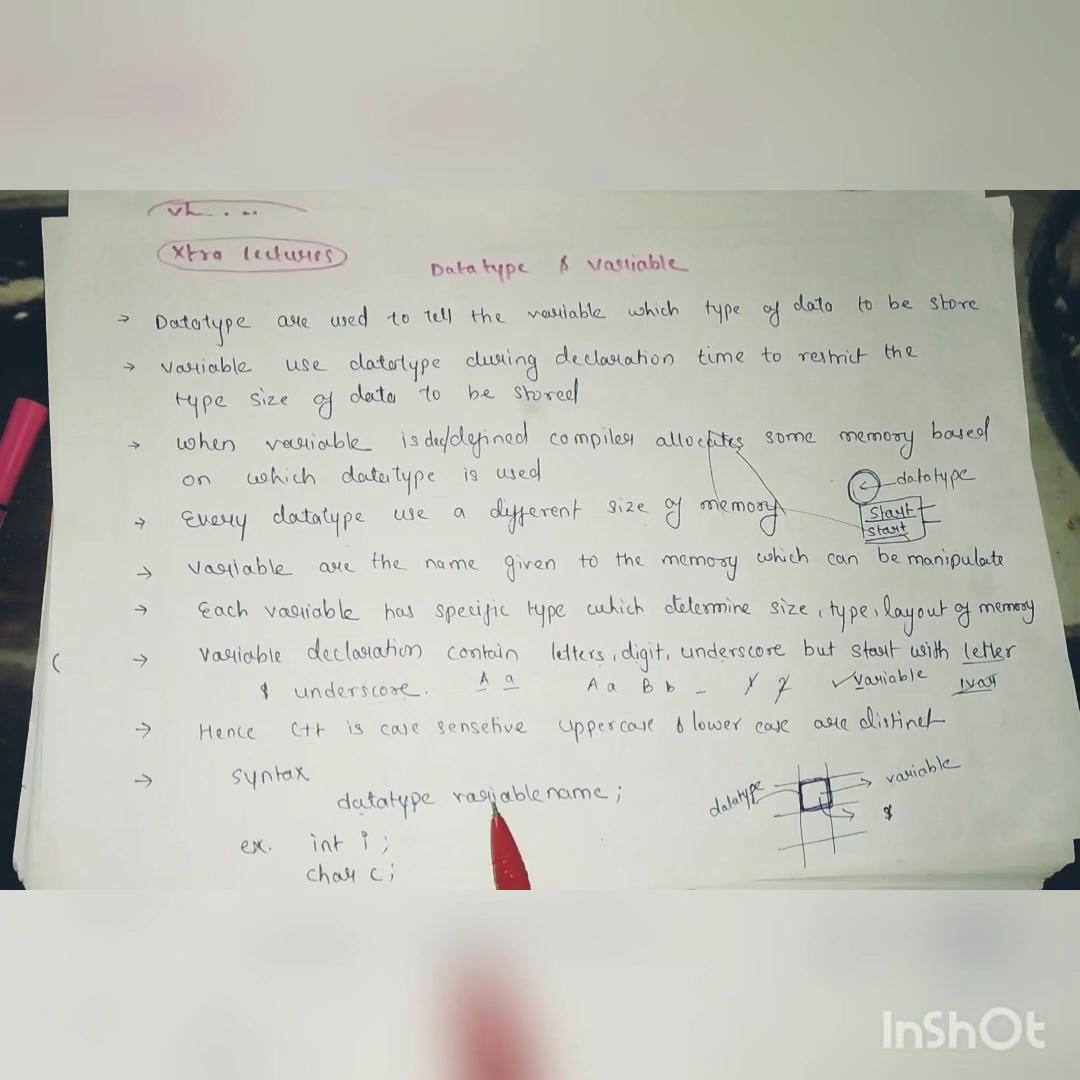 Xtra lectures
Datatype & Variable
→ Datatype are used to tell the variable which type of data to be store
→ Variable use datatype during declaration time to restrict the
type size of data to be stored
→ When variable is dec/defined compiler allocates some memory based
on which datatype is used
datatype
→ Every datatype use a different size of memory
Start
Start
→ Variable are the name given to the memory which can be manipulate
→ Each variable has specific type which determine size, type, layout of memory
→ Variable declaration contain letters, digit, underscore but start with letter
& underscore. A a A a B b _ ✓ variable 1var
→ Hence C++ is case sensetive uppercase & lower case are distinct
→ Syntax
datatype variablename;
datatype variable
$
ex. int i;
char c;
InShOt